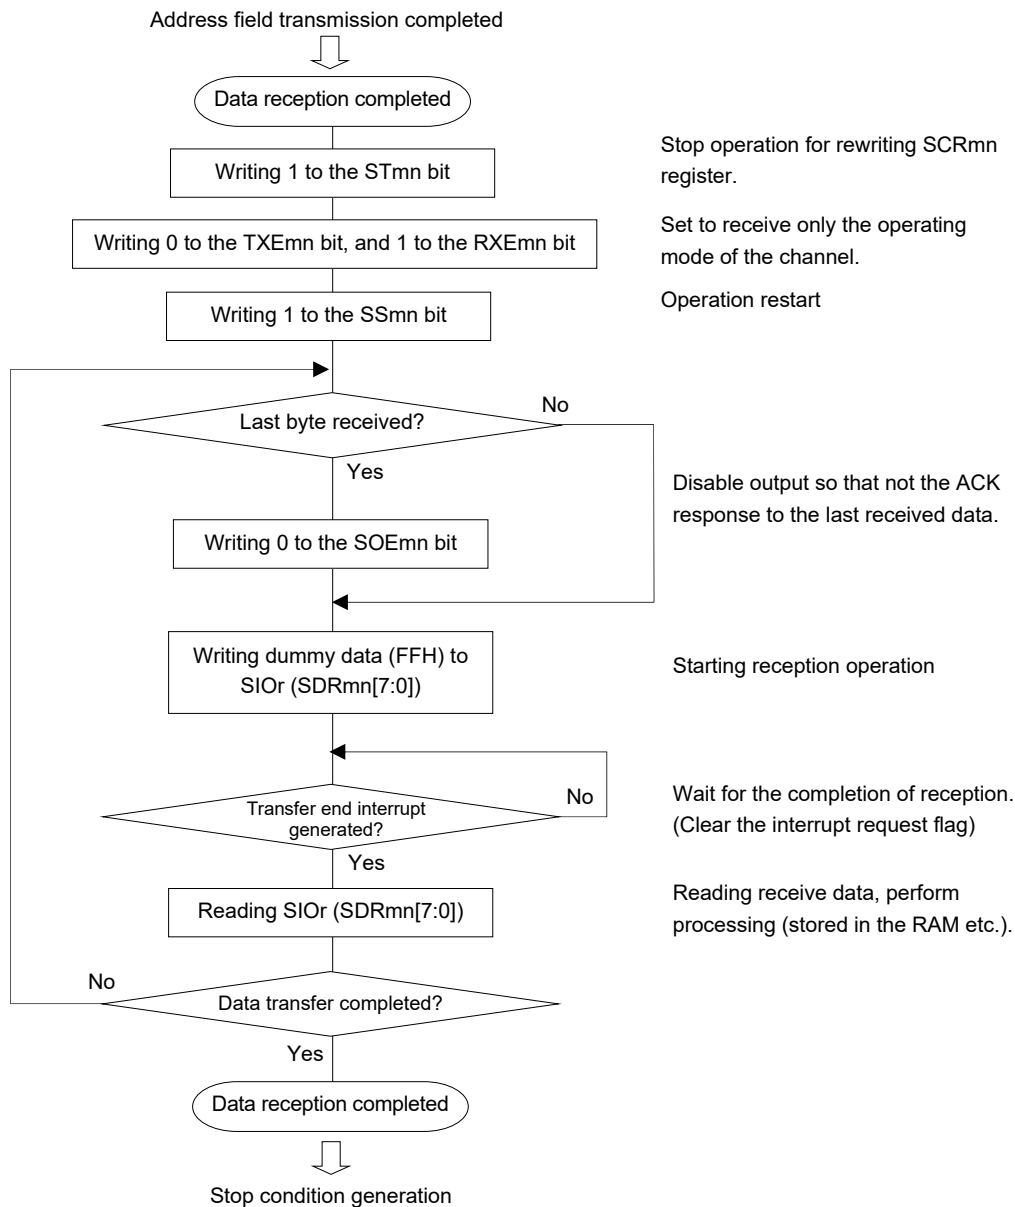 Address field transmission completed
Data reception completed
Writing 1 to the STmn bit
Stop operation for rewriting SCRmn
register.
Writing 0 to the TXEmn bit, and 1 to the RXEmn bit
Set to receive only the operating
mode of the channel.
Writing 1 to the SSmn bit
Operation restart
Last byte received?
No
Yes
Disable output so that not the ACK
response to the last received data.
Writing 0 to the SOEmn bit
Writing dummy data (FFH) to
SIOr (SDRmn[7:0])
Starting reception operation
Transfer end interrupt
generated?
No
Wait for the completion of reception.
(Clear the interrupt request flag)
Yes
Reading SIOr (SDRmn[7:0])
Reading receive data, perform
processing (stored in the RAM etc.).
No
Data transfer completed?
Yes
Data reception completed
Stop condition generation